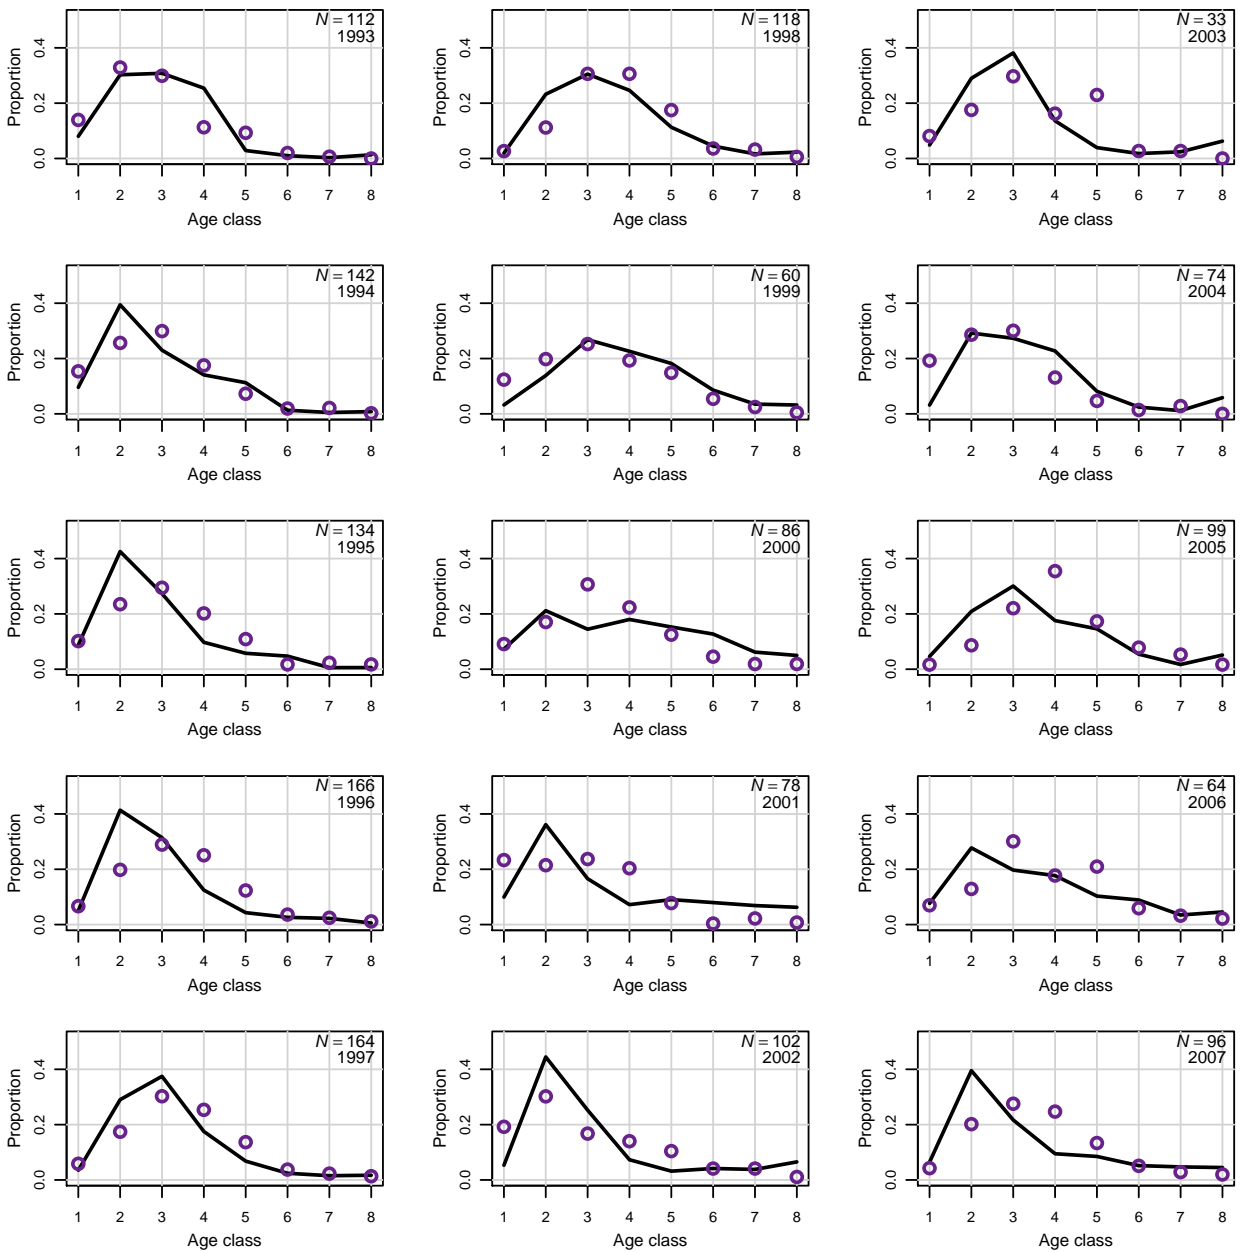 N = 112
1993
Proportion
0.0 0.2 0.4
1 2 3 4 5 6 7 8
Age class
N = 118
1998
Proportion
0.0 0.2 0.4
1 2 3 4 5 6 7 8
Age class
N = 33
2003
Proportion
0.0 0.2 0.4
1 2 3 4 5 6 7 8
Age class
N = 142
1994
Proportion
0.0 0.2 0.4
1 2 3 4 5 6 7 8
Age class
N = 60
1999
Proportion
0.0 0.2 0.4
1 2 3 4 5 6 7 8
Age class
N = 74
2004
Proportion
0.0 0.2 0.4
1 2 3 4 5 6 7 8
Age class
N = 134
1995
Proportion
0.0 0.2 0.4
1 2 3 4 5 6 7 8
Age class
N = 86
2000
Proportion
0.0 0.2 0.4
1 2 3 4 5 6 7 8
Age class
N = 99
2005
Proportion
0.0 0.2 0.4
1 2 3 4 5 6 7 8
Age class
N = 166
1996
Proportion
0.0 0.2 0.4
1 2 3 4 5 6 7 8
Age class
N = 78
2001
Proportion
0.0 0.2 0.4
1 2 3 4 5 6 7 8
Age class
N = 64
2006
Proportion
0.0 0.2 0.4
1 2 3 4 5 6 7 8
Age class
N = 164
1997
Proportion
0.0 0.2 0.4
1 2 3 4 5 6 7 8
Age class
N = 102
2002
Proportion
0.0 0.2 0.4
1 2 3 4 5 6 7 8
Age class
N = 96
2007
Proportion
0.0 0.2 0.4
1 2 3 4 5 6 7 8
Age class